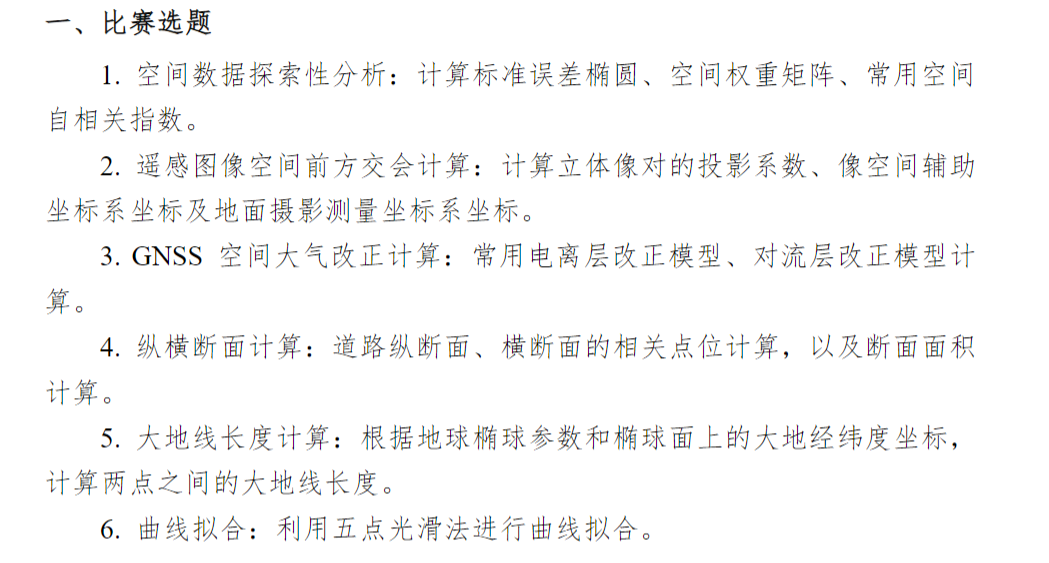 一、比赛选题
1. 空间数据探索性分析：计算标准误差椭圆、空间权重矩阵、常用空间
自相关指数。
2. 遥感图像空间前方交会计算：计算立体像对的投影系数、像空间辅助
坐标系坐标及地面摄影测量坐标系坐标。
3. GNSS 空间大气改正计算：常用电离层改正模型、对流层改正模型计
算。
4. 纵横断面计算：道路纵断面、横断面的相关点位计算，以及断面面积
计算。
5. 大地线长度计算：根据地球椭球参数和椭球面上的大地经纬度坐标，
计算两点之间的大地线长度。
6. 曲线拟合：利用五点光滑法进行曲线拟合。